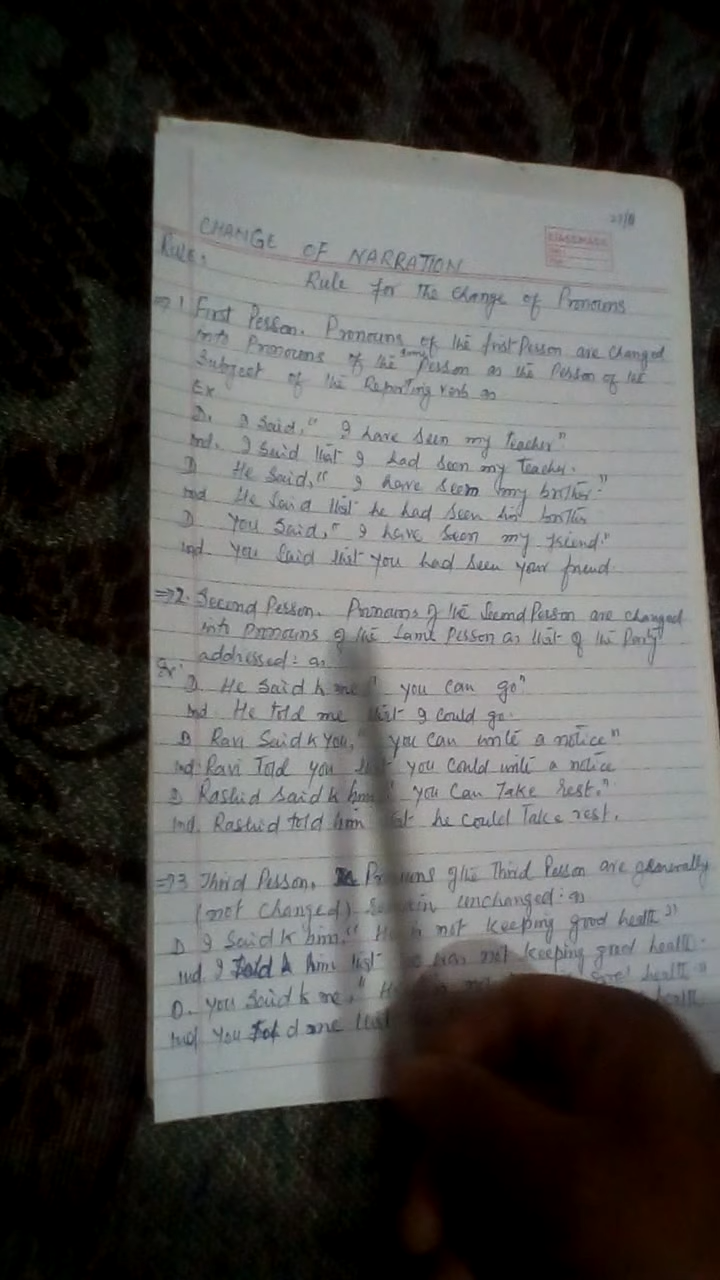 27/8
CLASSMATE
CHANGE OF NARRATION
Rule. Rule for The Change of Pronouns
⇒ 1. First Person. Pronouns of the first Person are changed
into Pronouns of the same Person as the Person of the
Subject of the Reporting verb as
Ex
D. I said, " I have seen my teacher"
Ind. I said that I had seen my teacher.
D He said, " I have seen my brother."
Ind He said that he had seen his brother
D You said, " I have seen my friend."
Ind You said that you had seen your friend.
⇒ 2. Second Person. Pronouns of the Second Person are changed
into Pronouns of the same Person as that of the Party
addressed: as
Ex.
D. He said to me " you can go"
Ind. He told me that I could go.
D Ravi said to you, " you can write a notice"
Ind. Ravi Told you that you could write a notice
D Rashid said to him " you Can Take rest."
Ind. Rashid told him that he could Take rest.
⇒ 3 Third Person. Pronouns of the Third Person are generally
(not changed) remain unchanged: as
D I said to him. " He is not keeping good health"
Ind. I Told him that he was not keeping good health.
D. you said to me, " He good health "
Ind you Told me that health